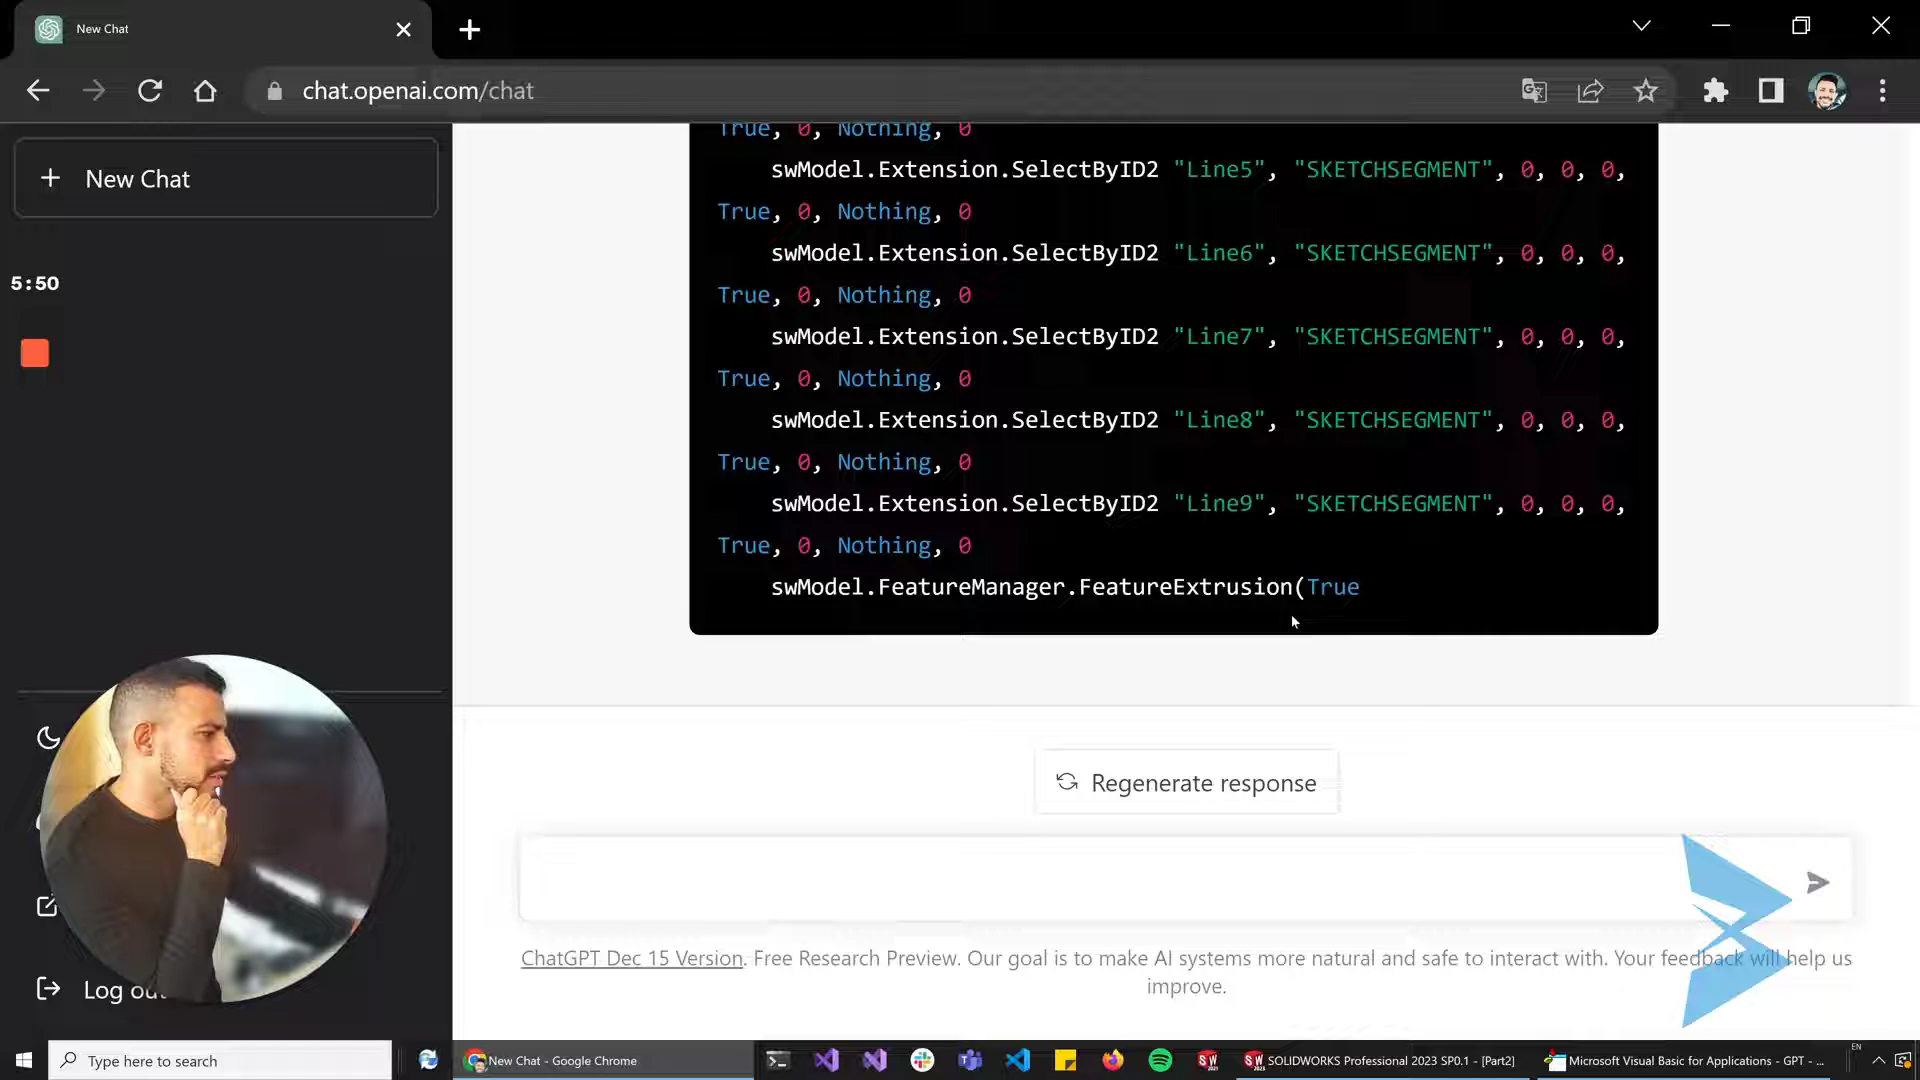 New Chat
chat.openai.com/chat
New Chat
5:50
True, 0, Nothing, 0
swModel.Extension.SelectByID2 "Line5", "SKETCHSEGMENT", 0, 0, 0,
True, 0, Nothing, 0
swModel.Extension.SelectByID2 "Line6", "SKETCHSEGMENT", 0, 0, 0,
True, 0, Nothing, 0
swModel.Extension.SelectByID2 "Line7", "SKETCHSEGMENT", 0, 0, 0,
True, 0, Nothing, 0
swModel.Extension.SelectByID2 "Line8", "SKETCHSEGMENT", 0, 0, 0,
True, 0, Nothing, 0
swModel.Extension.SelectByID2 "Line9", "SKETCHSEGMENT", 0, 0, 0,
True, 0, Nothing, 0
swModel.FeatureManager.FeatureExtrusion(True
Regenerate response
ChatGPT Dec 15 Version. Free Research Preview. Our goal is to make AI systems more natural and safe to interact with. Your feedback will help us
improve.
Log out
Type here to search
New Chat - Google Chrome
SOLIDWORKS Professional 2023 SP0.1 - [Part2]
Microsoft Visual Basic for Applications - GPT - ...
EN